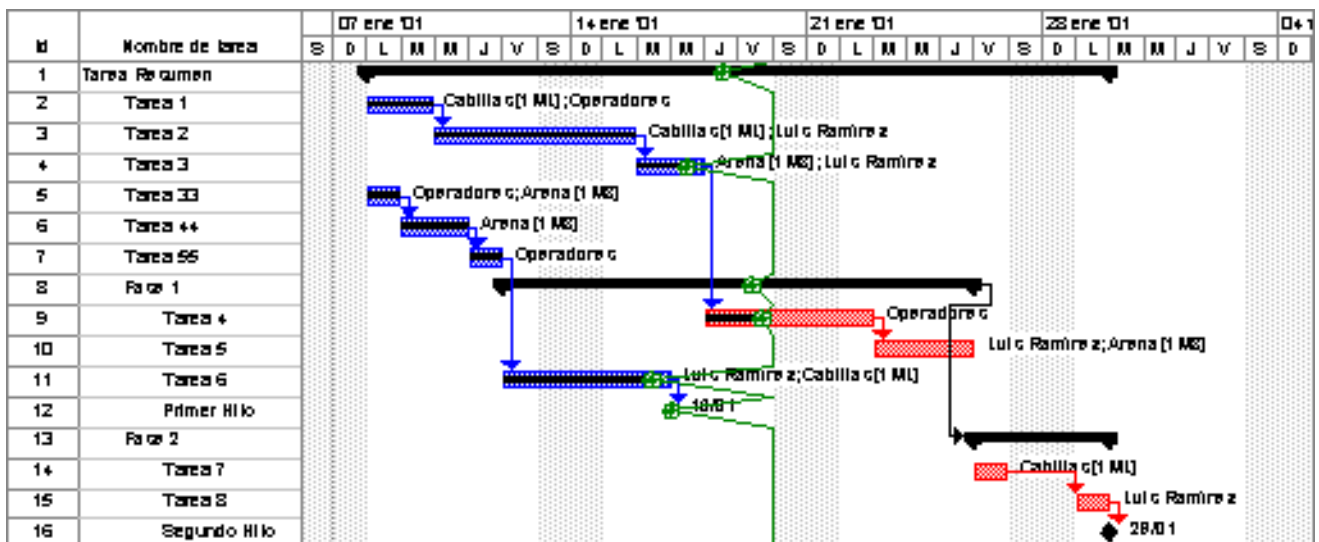 07 ene '01 14 ene '01 21 ene '01 28 ene '01
Id Nombre de tarea S D L M M J V S D L M M J V S D L M M J V S D L M M J V S D
1 Tarea Resumen
2 Tarea 1 Cabillas[1 ML];Operadores
3 Tarea 2 Cabillas[1 ML];Luis Ramírez
4 Tarea 3 Arena[1 M3];Luis Ramírez
5 Tarea 33 Operadores;Arena[1 M3]
6 Tarea 44 Arena[1 M3]
7 Tarea 55 Operadores
8 Fase 1
9 Tarea 4 Operadores
10 Tarea 5 Luis Ramírez;Arena[1 M3]
11 Tarea 6 Luis Ramírez;Cabillas[1 ML]
12 Primer Hito
13 Fase 2
14 Tarea 7 Cabillas[1 ML]
15 Tarea 8 Luis Ramírez
16 Segundo Hito 29/01